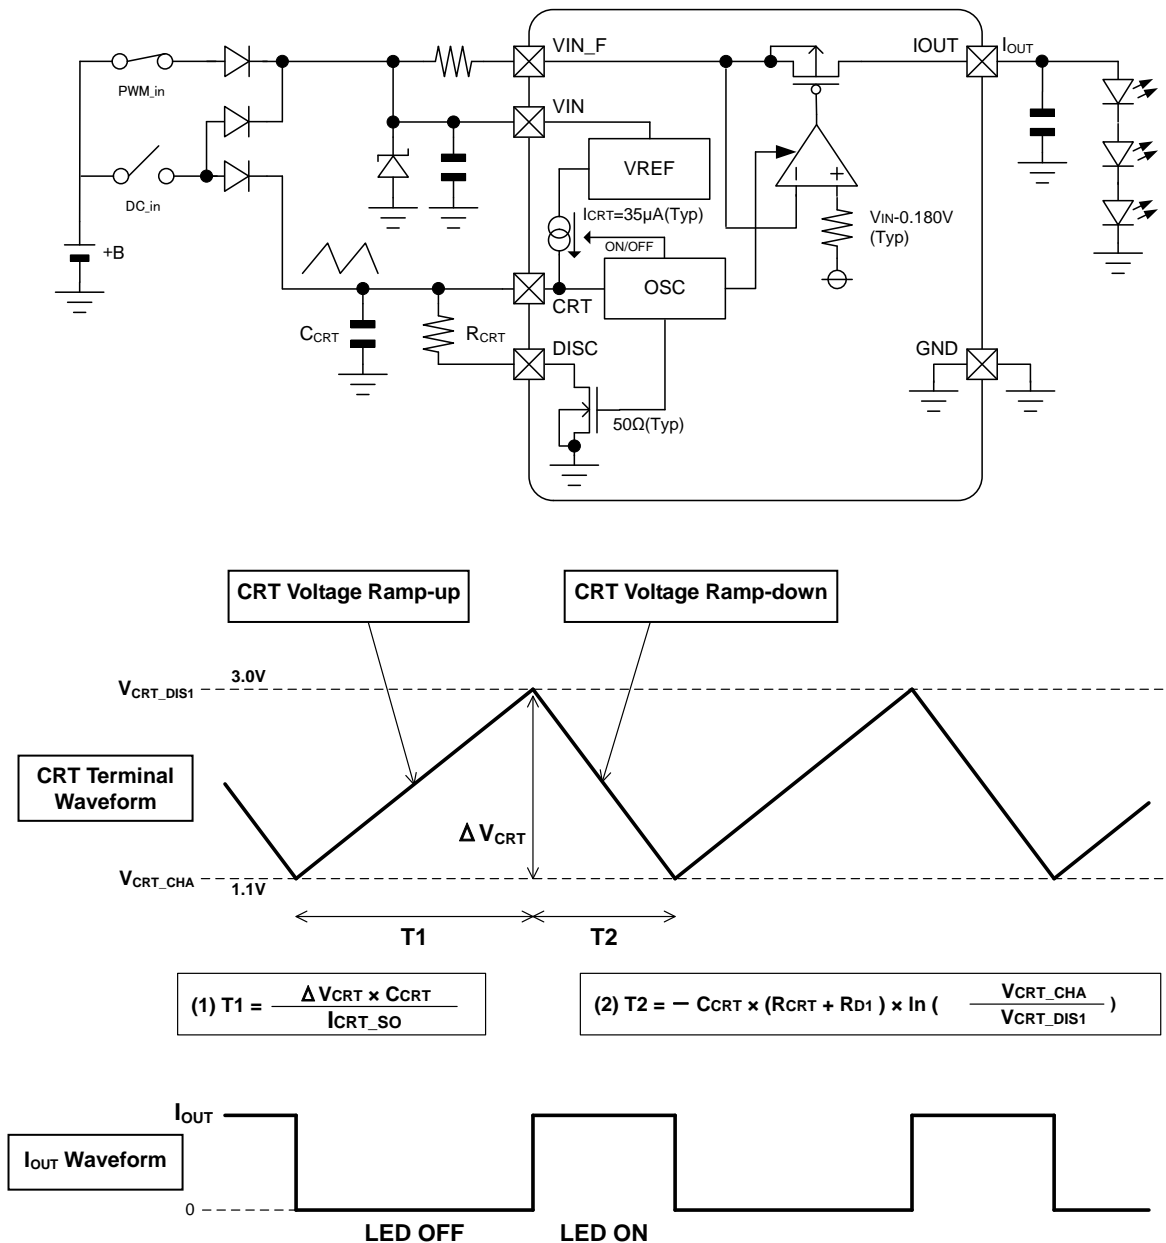 VIN_F
IOUT
IOUT
PWM_in
VIN
VREF
DC_in
ICRT=35μA(Typ)
VIN-0.180V
(Typ)
ON/OFF
+B
OSC
CRT
CCRT
RCRT
DISC
GND
50Ω(Typ)
CRT Voltage Ramp-up
CRT Voltage Ramp-down
VCRT_DIS1
3.0V
CRT Terminal
Waveform
Δ VCRT
VCRT_CHA
1.1V
T1
T2
(1) T1 = Δ VCRT × CCRT / ICRT_SO
(2) T2 = － CCRT × (RCRT + RD1 ) × ln ( VCRT_CHA / VCRT_DIS1 )
IOUT
IOUT Waveform
0
LED OFF
LED ON